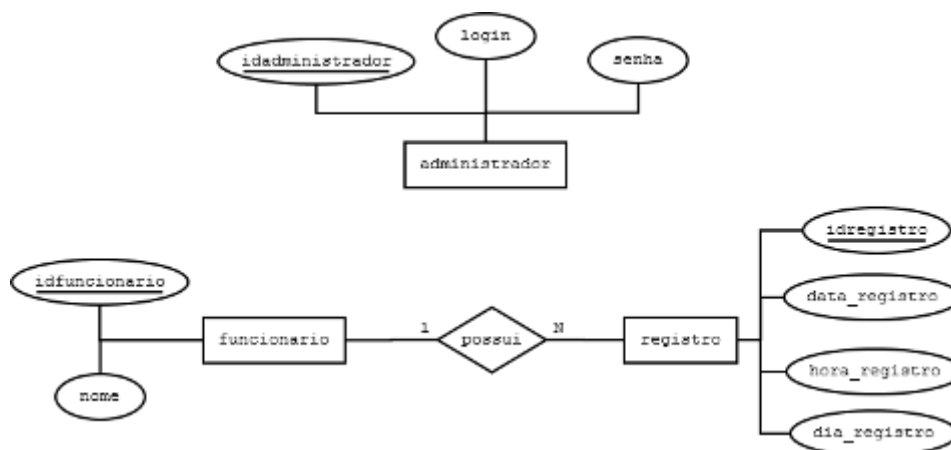 login
idadministrador
senha
administrador
idregistro
idfuncionario
data_registro
funcionario
1
possui
N
registro
hora_registro
nome
dia_registro